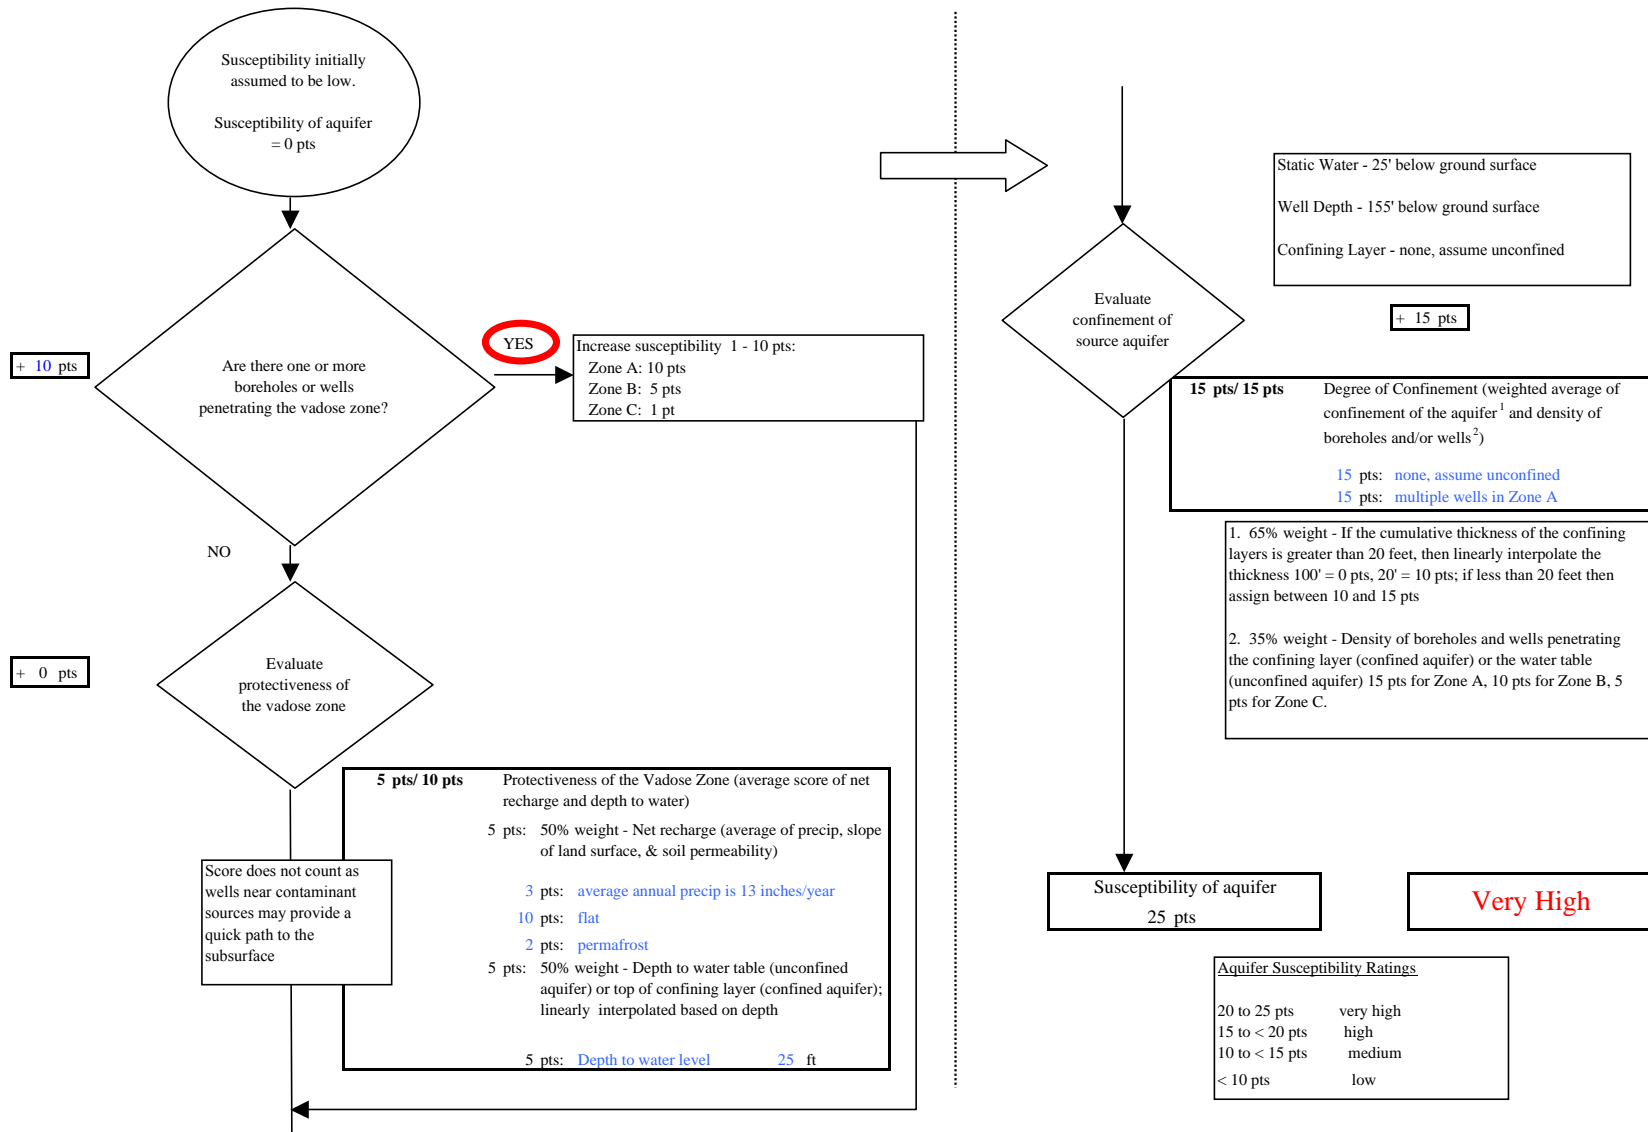 Susceptibility initially
assumed to be low.
Susceptibility of aquifer
= 0 pts
+ 10 pts
Are there one or more
boreholes or wells
penetrating the vadose zone?
YES
Increase susceptibility 1 - 10 pts:
Zone A: 10 pts
Zone B: 5 pts
Zone C: 1 pt
NO
+ 0 pts
Evaluate
protectiveness of
the vadose zone
5 pts/ 10 pts Protectiveness of the Vadose Zone (average score of net
recharge and depth to water)
5 pts: 50% weight - Net recharge (average of precip, slope
of land surface, & soil permeability)
3 pts: average annual precip is 13 inches/year
10 pts: flat
2 pts: permafrost
5 pts: 50% weight - Depth to water table (unconfined
aquifer) or top of confining layer (confined aquifer);
linearly interpolated based on depth
5 pts: Depth to water level 25 ft
Score does not count as
wells near contaminant
sources may provide a
quick path to the
subsurface
Static Water - 25' below ground surface
Well Depth - 155' below ground surface
Confining Layer - none, assume unconfined
Evaluate
confinement of
source aquifer
+ 15 pts
15 pts/ 15 pts Degree of Confinement (weighted average of
confinement of the aquifer1 and density of
boreholes and/or wells2)
15 pts: none, assume unconfined
15 pts: multiple wells in Zone A
1. 65% weight - If the cumulative thickness of the confining
layers is greater than 20 feet, then linearly interpolate the
thickness 100' = 0 pts, 20' = 10 pts; if less than 20 feet then
assign between 10 and 15 pts
2. 35% weight - Density of boreholes and wells penetrating
the confining layer (confined aquifer) or the water table
(unconfined aquifer) 15 pts for Zone A, 10 pts for Zone B, 5
pts for Zone C.
Susceptibility of aquifer
25 pts
Very High
Aquifer Susceptibility Ratings
20 to 25 pts very high
15 to < 20 pts high
10 to < 15 pts medium
< 10 pts low